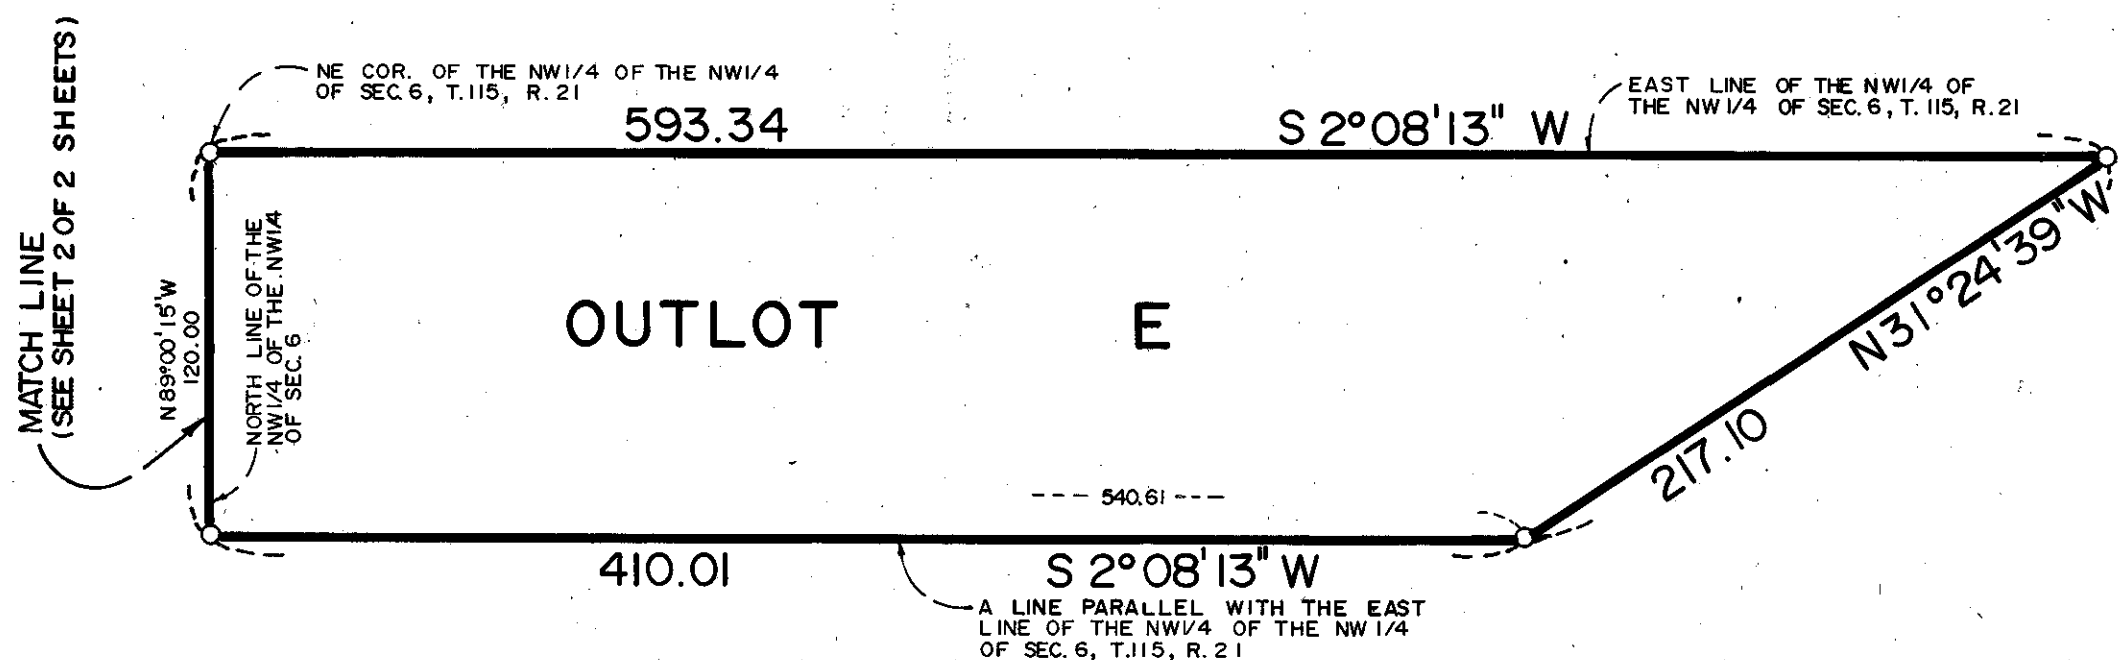 MATCH LINE
(SEE SHEET 2 OF 2 SHEETS)
NE COR. OF THE NW1/4 OF THE NW1/4
OF SEC. 6, T.115, R. 21
593.34
S 2°08'13" W
EAST LINE OF THE NW1/4 OF
THE NW1/4 OF SEC. 6, T. 115, R. 21
N89°00'15"W
120.00
NORTH LINE OF THE
NW1/4 OF THE NW1/4
OF SEC. 6
OUTLOT E
N31°24'39"W
217.10
--- 540.61 ---
410.01
S 2°08'13" W
A LINE PARALLEL WITH THE EAST
LINE OF THE NW1/4 OF THE NW 1/4
OF SEC. 6, T.115, R. 21